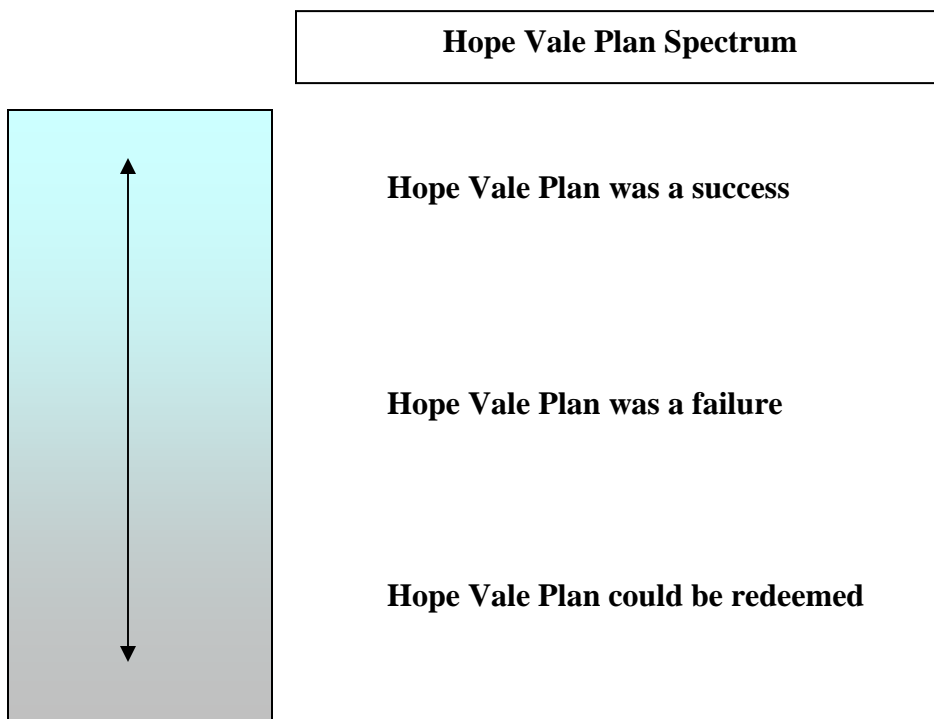 Hope Vale Plan Spectrum
Hope Vale Plan was a success
Hope Vale Plan was a failure
Hope Vale Plan could be redeemed